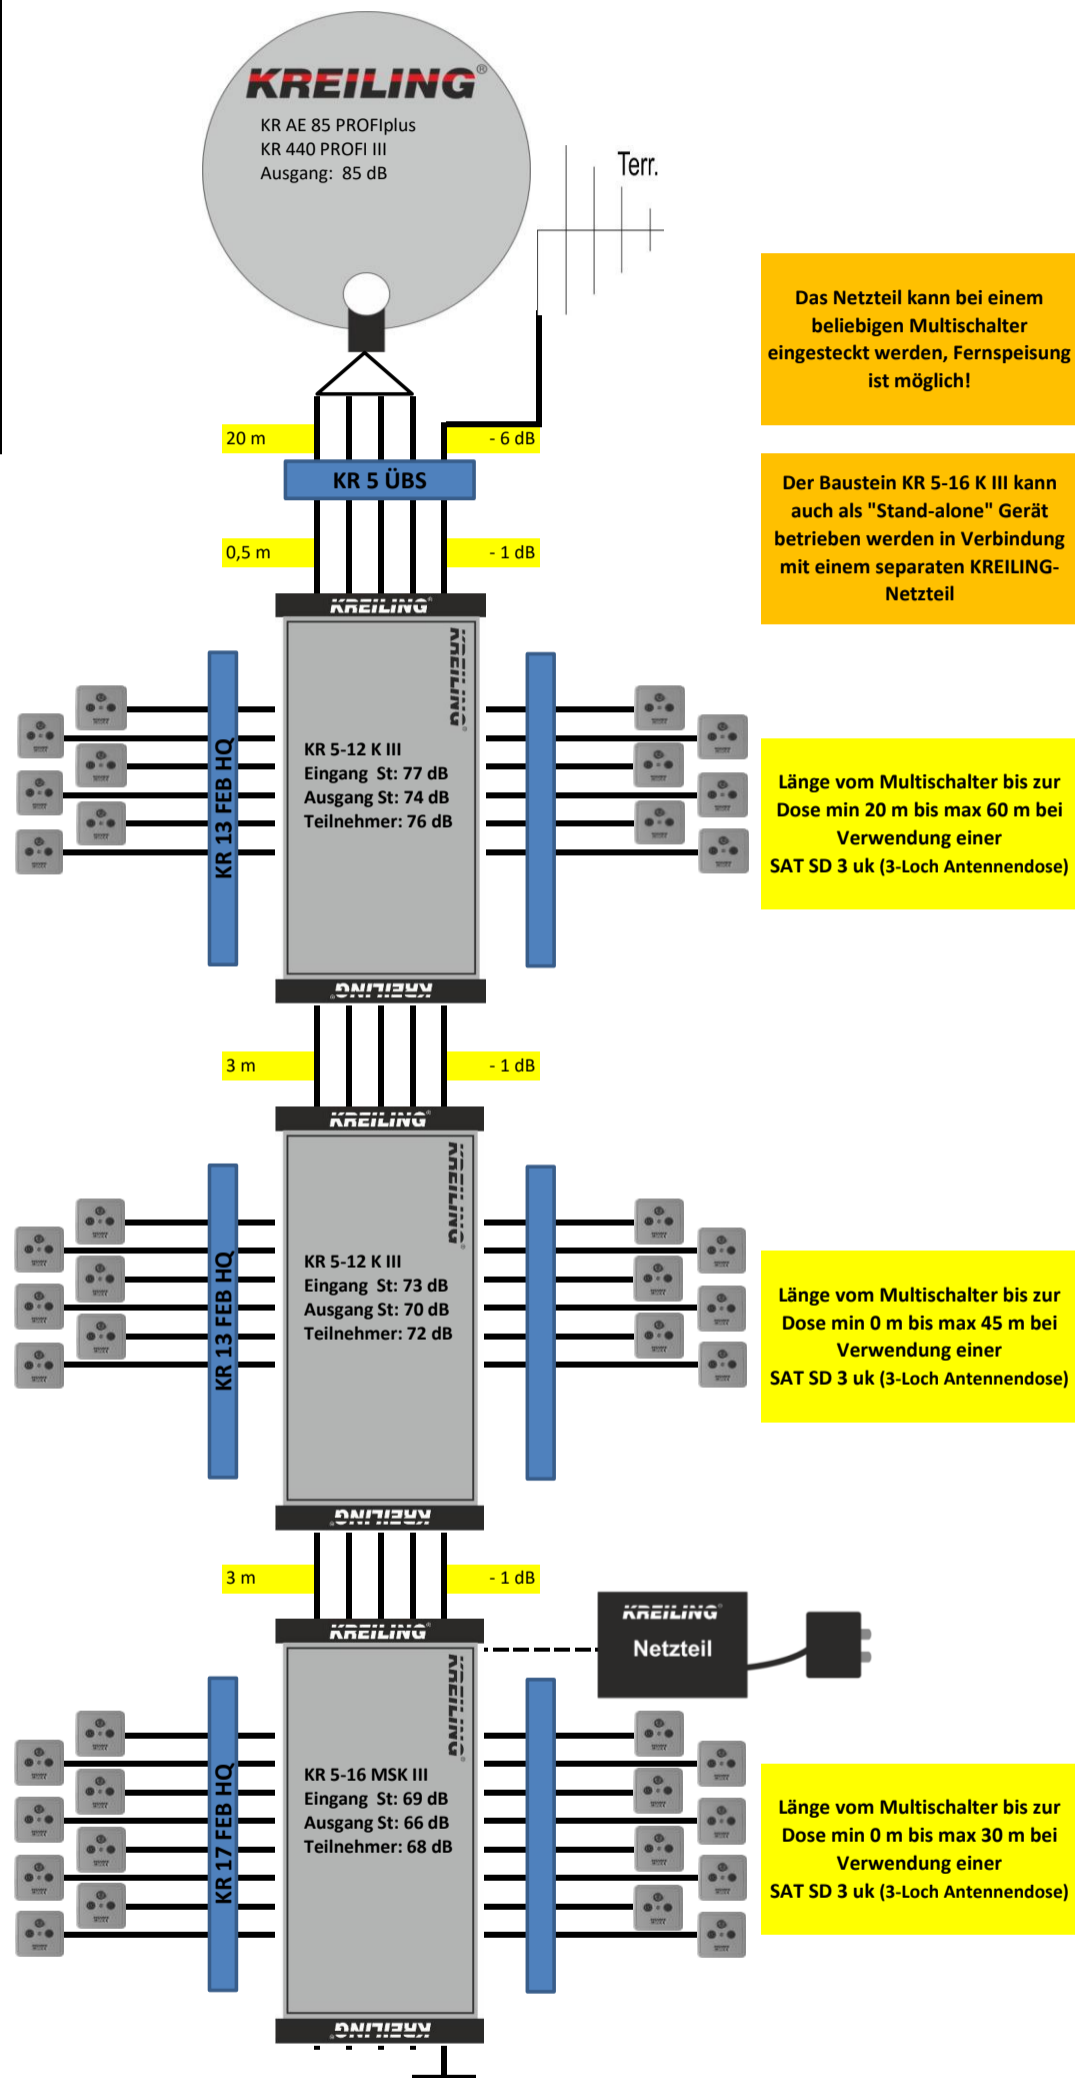 KREILING®
KR AE 85 PROFIplus
KR 440 PROFI III
Ausgang: 85 dB
Terr.
Das Netzteil kann bei einem
beliebigen Multischalter
eingesteckt werden, Fernspeisung
ist möglich!
20 m
- 6 dB
KR 5 ÜBS
Der Baustein KR 5-16 K III kann
auch als "Stand-alone" Gerät
betrieben werden in Verbindung
mit einem separaten KREILING-
Netzteil
0,5 m
- 1 dB
KREILING®
KREILING®
KR 13 FEB HQ
KR 5-12 K III
Eingang St: 77 dB
Ausgang St: 74 dB
Teilnehmer: 76 dB
Länge vom Multischalter bis zur
Dose min 20 m bis max 60 m bei
Verwendung einer
SAT SD 3 uk (3-Loch Antennendose)
KREILING®
3 m
- 1 dB
KREILING®
KREILING®
KR 13 FEB HQ
KR 5-12 K III
Eingang St: 73 dB
Ausgang St: 70 dB
Teilnehmer: 72 dB
Länge vom Multischalter bis zur
Dose min 0 m bis max 45 m bei
Verwendung einer
SAT SD 3 uk (3-Loch Antennendose)
KREILING®
3 m
- 1 dB
KREILING®
Netzteil
KREILING®
KREILING®
KR 17 FEB HQ
KR 5-16 MSK III
Eingang St: 69 dB
Ausgang St: 66 dB
Teilnehmer: 68 dB
Länge vom Multischalter bis zur
Dose min 0 m bis max 30 m bei
Verwendung einer
SAT SD 3 uk (3-Loch Antennendose)
KREILING®